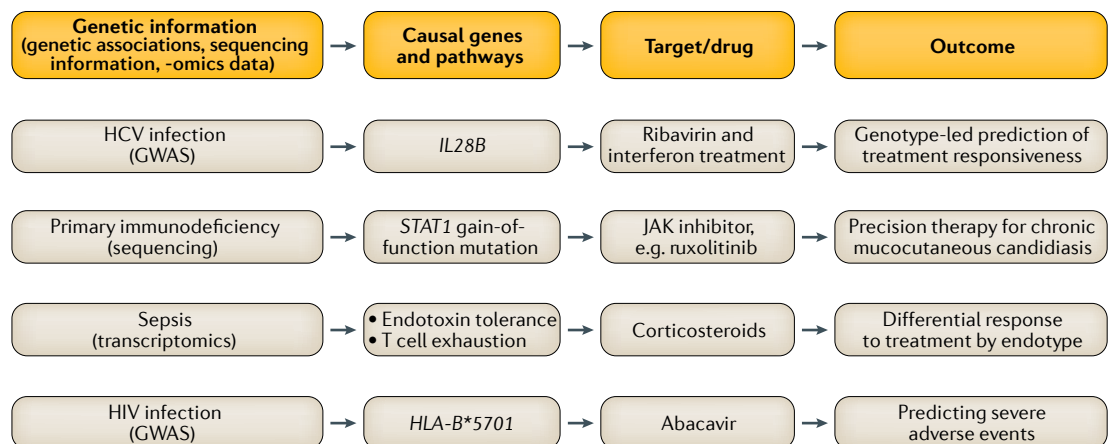 Genetic information
(genetic associations, sequencing
information, -omics data)
Causal genes
and pathways
Target/drug
Outcome
HCV infection
(GWAS)
IL28B
Ribavirin and
interferon treatment
Genotype-led prediction of
treatment responsiveness
Primary immunodeficiency
(sequencing)
STAT1 gain-of-
function mutation
JAK inhibitor,
e.g. ruxolitinib
Precision therapy for chronic
mucocutaneous candidiasis
Sepsis
(transcriptomics)
• Endotoxin tolerance
• T cell exhaustion
Corticosteroids
Differential response
to treatment by endotype
HIV infection
(GWAS)
HLA-B*5701
Abacavir
Predicting severe
adverse events